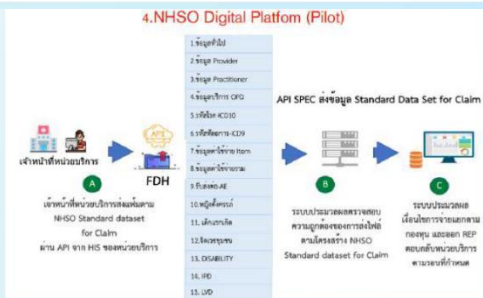 4.NHSO Digital Platfom (Pilot)
1.ข้อมูลทั่วไป
2.ข้อมูล Provider
3.ข้อมูล Practitioner
4.ข้อมูลบริการ OPD
5.รหัสโรค-ICD10
6.รหัสหัตถการ-ICD9
7.ข้อมูลค่าใช้จ่าย Item
8.ข้อมูลค่าใช้จ่ายรวม
9.รับส่งต่อ-AE
10.หญิงตั้งครรภ์
11. เด็กแรกเกิด
12.จิตเวชชุมชน
13. DISABILITY
14. IPD
15. LVD
เจ้าหน้าที่หน่วยบริการ
A
เจ้าหน้าที่หน่วยบริการส่งแฟ้มตาม
NHSO Standard dataset
for Claim
ผ่าน API จาก HIS ของหน่วยบริการ
API
FDH
API SPEC ส่งข้อมูล Standard Data Set for Claim
B
ระบบประมวลผลตรวจสอบ
ความถูกต้องของการส่งไฟล์
ตามโครงสร้าง NHSO
Standard dataset for Claim
C
ระบบประมวลผล
เงื่อนไขการจ่ายแยกตาม
กองทุน และออก REP
ตอบกลับหน่วยบริการ
ตามรอบที่กำหนด